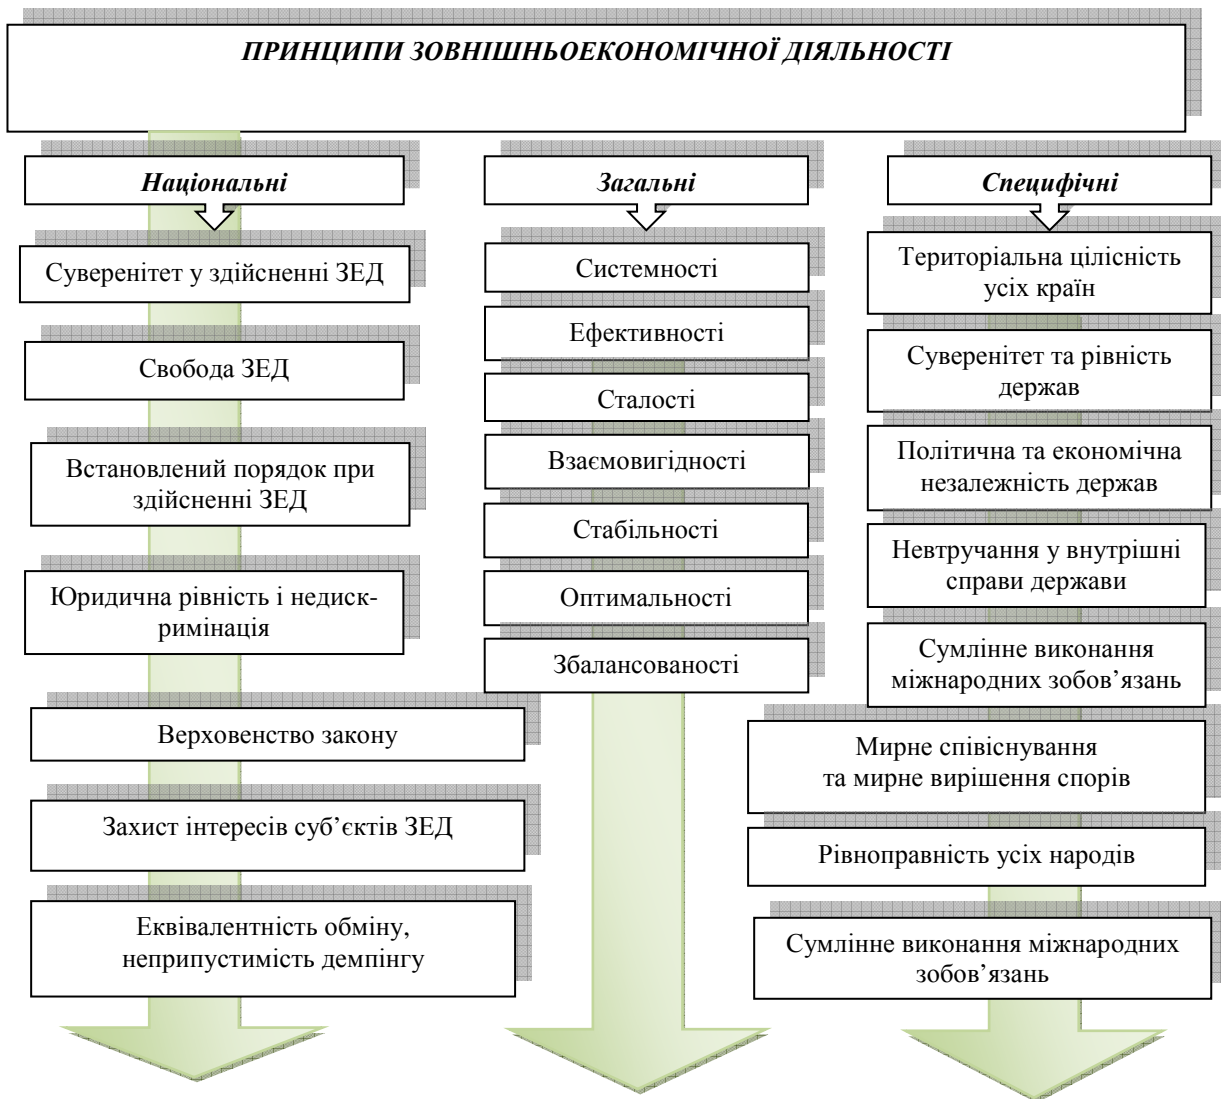 ПРИНЦИПИ ЗОВНІШНЬОЕКОНОМІЧНОЇ ДІЯЛЬНОСТІ
Національні
Суверенітет у здійсненні ЗЕД
Свобода ЗЕД
Встановлений порядок при
здійсненні ЗЕД
Юридична рівність і недиск-
римінація
Верховенство закону
Захист інтересів суб’єктів ЗЕД
Еквівалентність обміну,
неприпустимість демпінгу
Загальні
Системності
Ефективності
Сталості
Взаємовигідності
Стабільності
Оптимальності
Збалансованості
Специфічні
Територіальна цілісність
усіх країн
Суверенітет та рівність
держав
Політична та економічна
незалежність держав
Невтручання у внутрішні
справи держави
Сумлінне виконання
міжнародних зобов’язань
Мирне співіснування
та мирне вирішення спорів
Рівноправність усіх народів
Сумлінне виконання міжнародних
зобов’язань